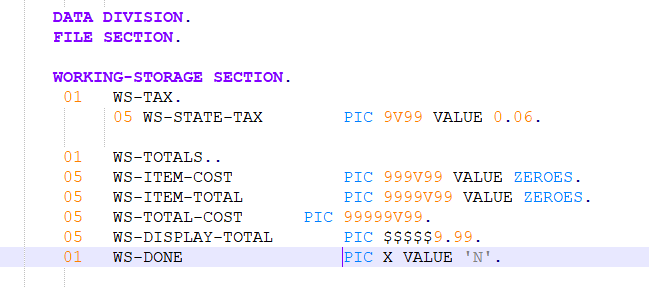 DATA DIVISION.
FILE SECTION.
WORKING-STORAGE SECTION.
01 WS-TAX.
05 WS-STATE-TAX PIC 9V99 VALUE 0.06.
01 WS-TOTALS..
05 WS-ITEM-COST PIC 999V99 VALUE ZEROES.
05 WS-ITEM-TOTAL PIC 9999V99 VALUE ZEROES.
05 WS-TOTAL-COST PIC 99999V99.
05 WS-DISPLAY-TOTAL PIC $$$$$9.99.
01 WS-DONE PIC X VALUE 'N'.